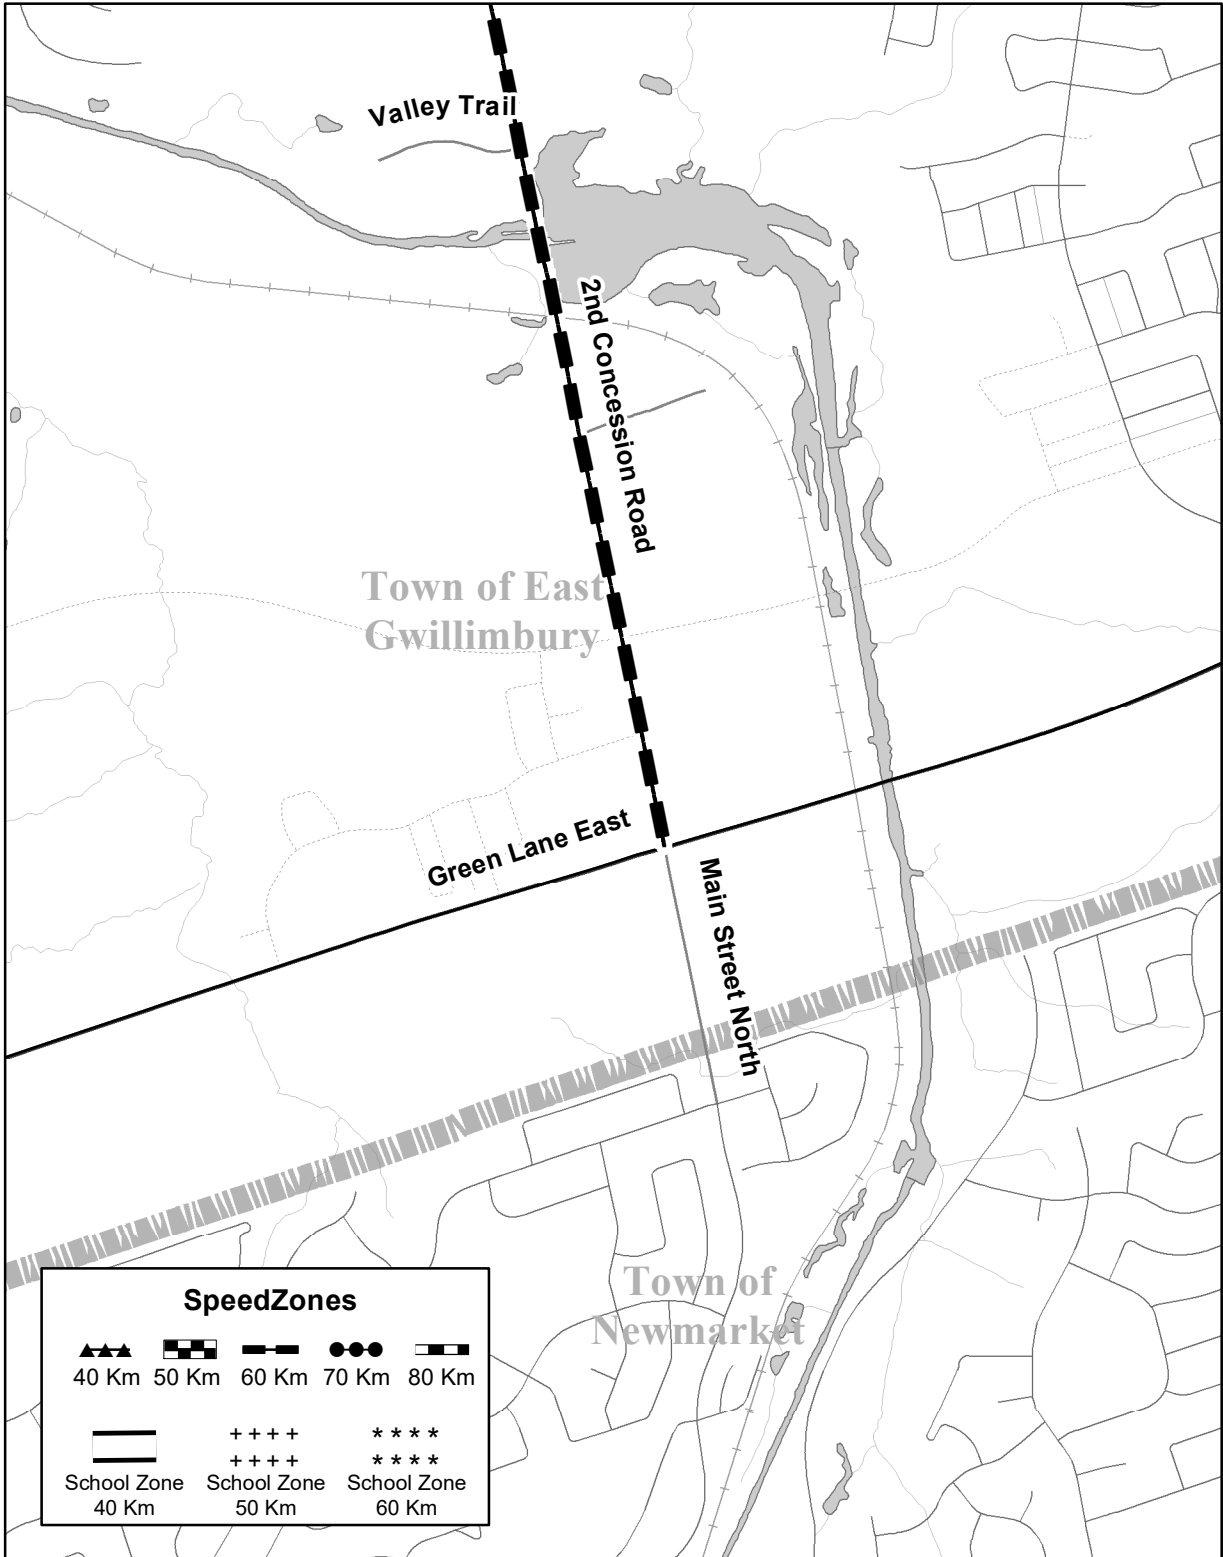 Valley Trail
2nd Concession Road
Town of East
Gwillimbury
Green Lane East
Main Street North
Town of
Newmarket
SpeedZones
40 Km 50 Km 60 Km 70 Km 80 Km
+ + + + * * * *
+ + + + * * * *
School Zone School Zone School Zone
40 Km 50 Km 60 Km